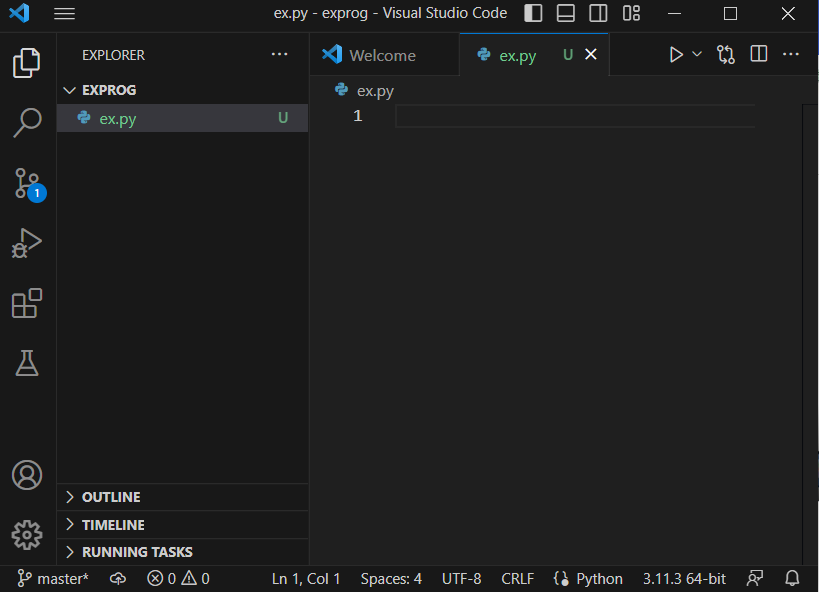 ex.py - exprog - Visual Studio Code
EXPLORER
Welcome
ex.py U
EXPROG
ex.py
ex.py U
1
1
OUTLINE
TIMELINE
RUNNING TASKS
master* 0 0 Ln 1, Col 1 Spaces: 4 UTF-8 CRLF Python 3.11.3 64-bit